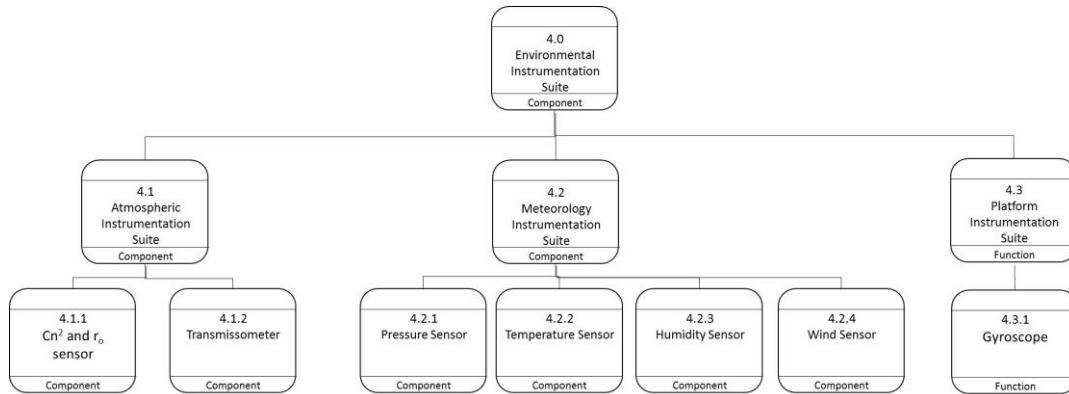 4.0
Environmental
Instrumentation
Suite
Component
4.1
Atmospheric
Instrumentation
Suite
Component
4.2
Meteorology
Instrumentation
Suite
Component
4.3
Platform
Instrumentation
Suite
Function
4.1.1
Cn² and rₒ
sensor
Component
4.1.2
Transmissometer
Component
4.2.1
Pressure Sensor
Component
4.2.2
Temperature Sensor
Component
4.2.3
Humidity Sensor
Component
4.2.4
Wind Sensor
Component
4.3.1
Gyroscope
Function